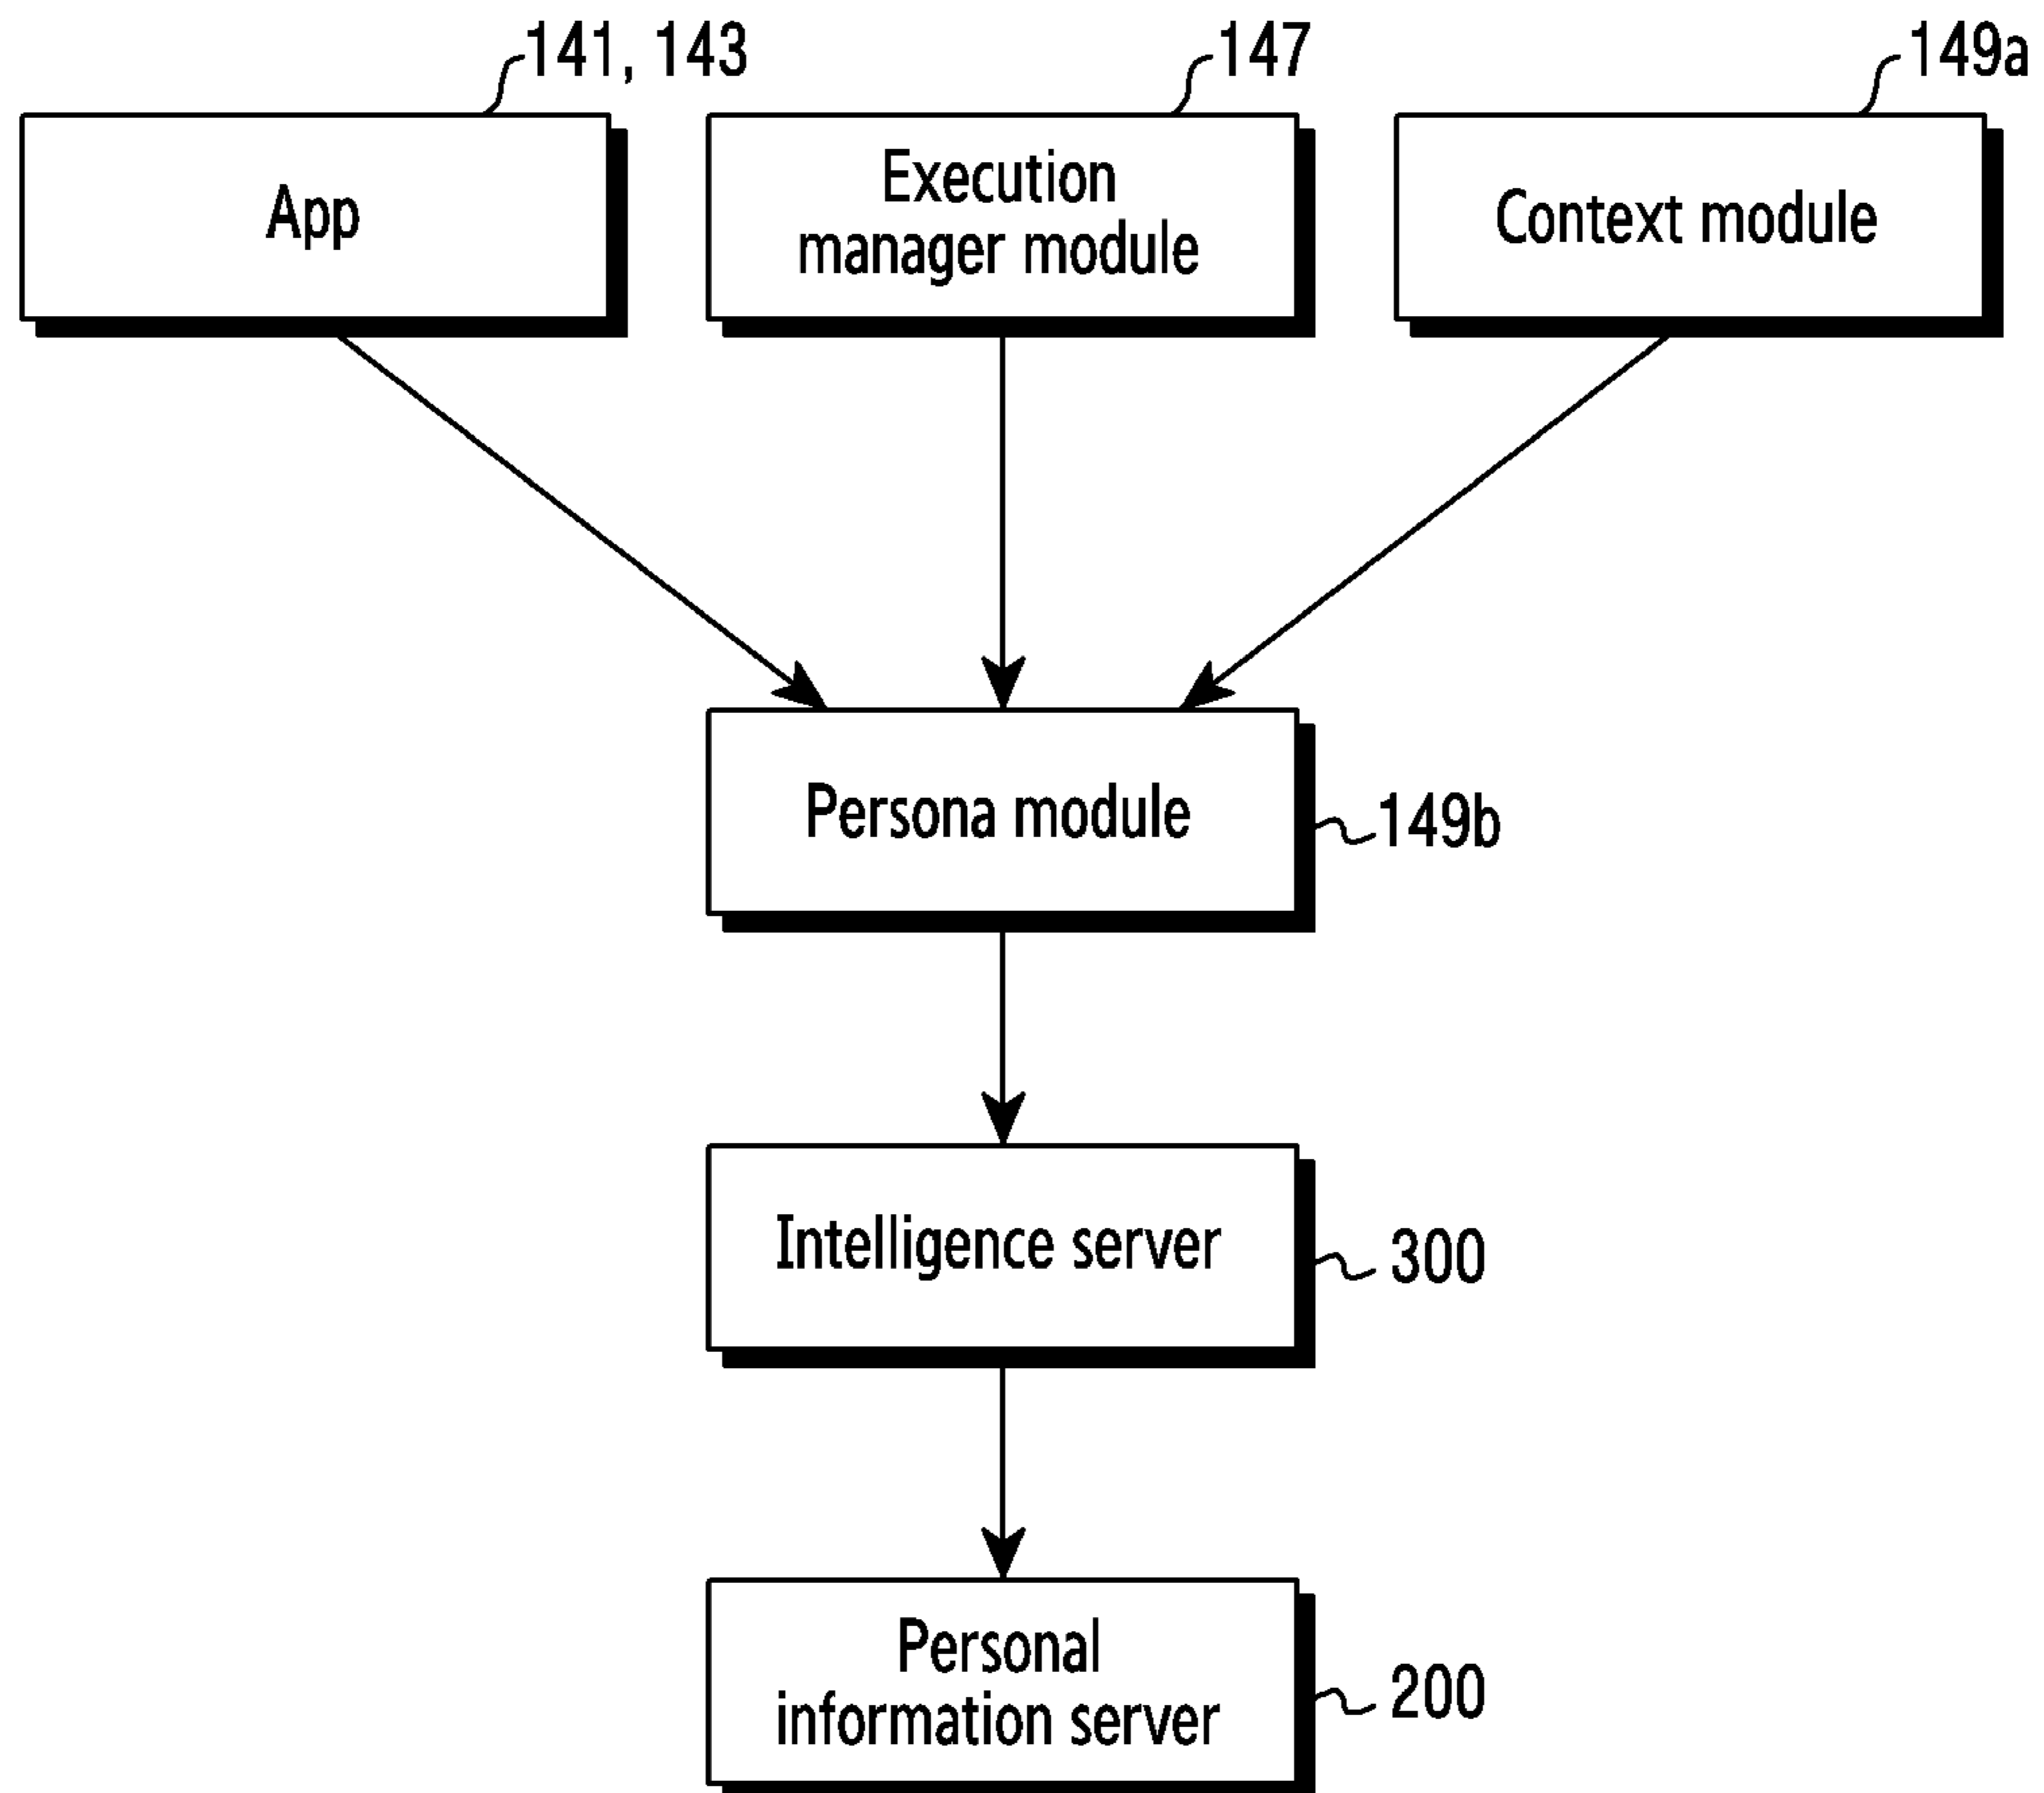 141, 143
147
149a
App
Execution
manager module
Context module
Persona module
149b
Intelligence server
300
Personal
information server
200